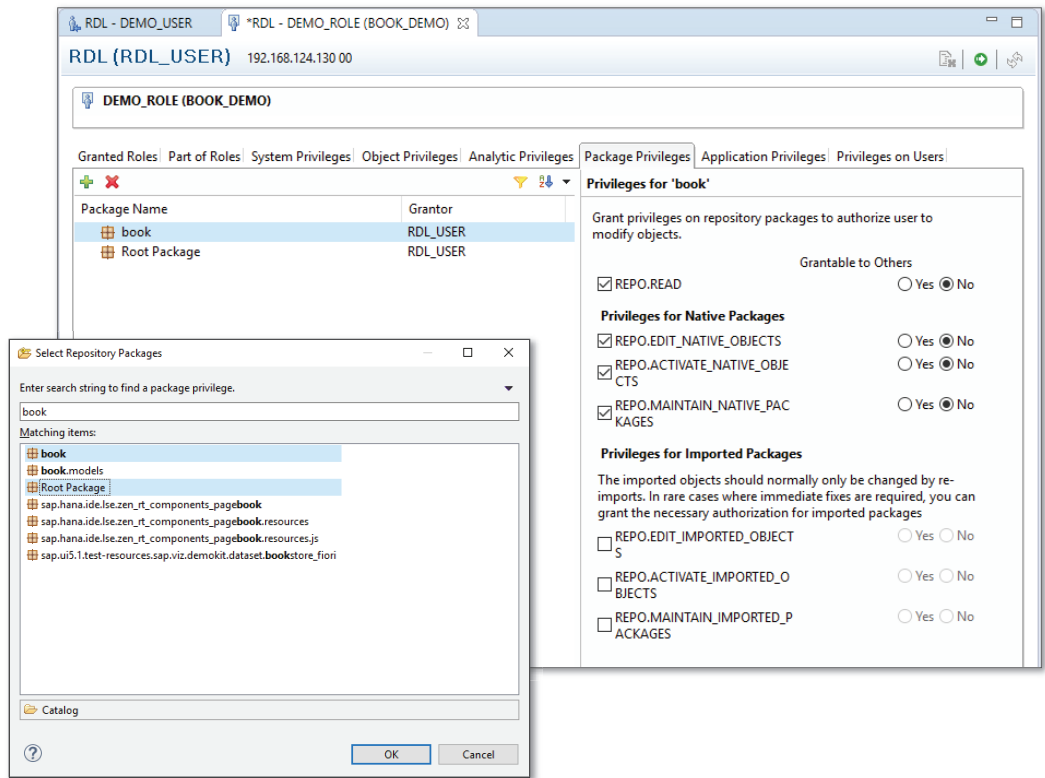 RDL - DEMO_USER
*RDL - DEMO_ROLE (BOOK_DEMO)
RDL (RDL_USER) 192.168.124.130 00
DEMO_ROLE (BOOK_DEMO)
Granted Roles Part of Roles System Privileges Object Privileges Analytic Privileges Package Privileges Application Privileges Privileges on Users
Package Name Grantor
book RDL_USER
Root Package RDL_USER
Privileges for 'book'
Grant privileges on repository packages to authorize user to
modify objects.
Grantable to Others
REPO.READ Yes No
Privileges for Native Packages
REPO.EDIT_NATIVE_OBJECTS Yes No
REPO.ACTIVATE_NATIVE_OBJE Yes No
CTS
REPO.MAINTAIN_NATIVE_PAC Yes No
KAGES
Privileges for Imported Packages
The imported objects should normally only be changed by re-
imports. In rare cases where immediate fixes are required, you can
grant the necessary authorization for imported packages
REPO.EDIT_IMPORTED_OBJECT Yes No
S
REPO.ACTIVATE_IMPORTED_O Yes No
BJECTS
REPO.MAINTAIN_IMPORTED_P Yes No
ACKAGES
Select Repository Packages
Enter search string to find a package privilege.
book
Matching items:
book
book.models
Root Package
sap.hana.ide.lse.zen_rt_components_pagebook
sap.hana.ide.lse.zen_rt_components_pagebook.resources
sap.hana.ide.lse.zen_rt_components_pagebook.resources.js
sap.ui5.1.test-resources.sap.viz.demokit.dataset.bookstore_fiori
Catalog
OK Cancel